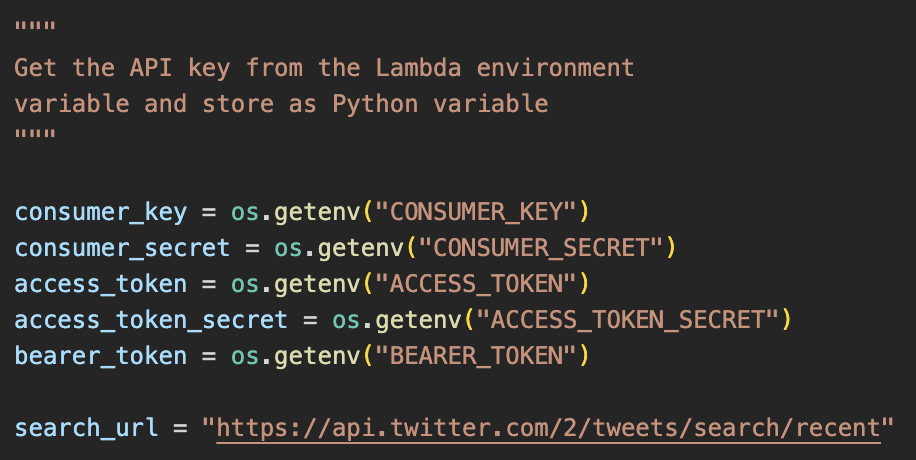 """
Get the API key from the Lambda environment
variable and store as Python variable
"""
consumer_key = os.getenv("CONSUMER_KEY")
consumer_secret = os.getenv("CONSUMER_SECRET")
access_token = os.getenv("ACCESS_TOKEN")
access_token_secret = os.getenv("ACCESS_TOKEN_SECRET")
bearer_token = os.getenv("BEARER_TOKEN")
search_url = "https://api.twitter.com/2/tweets/search/recent"